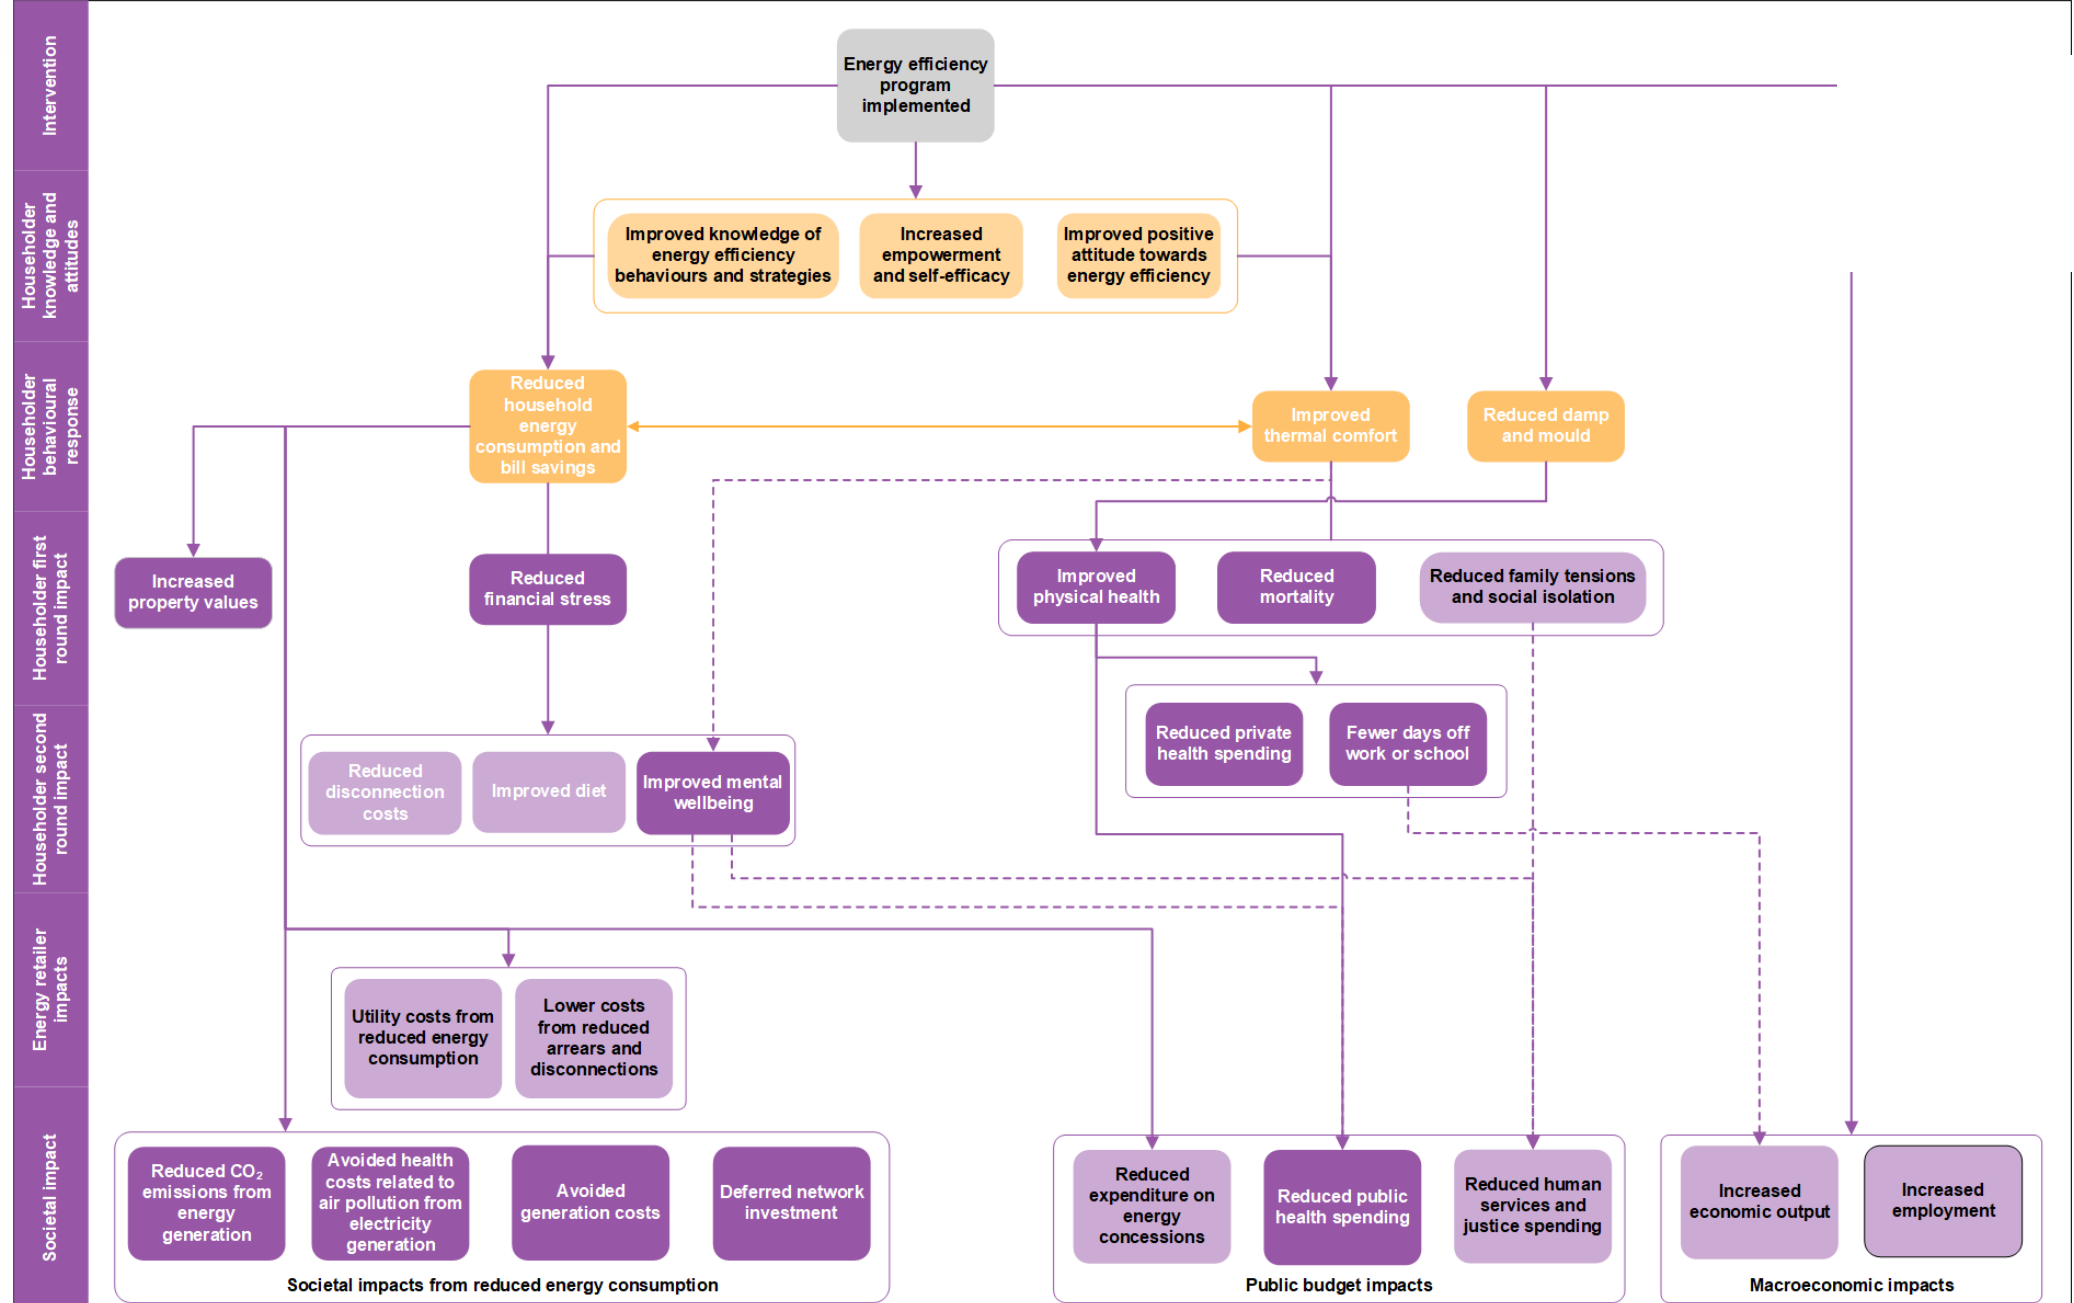 Intervention
Energy efficiency
program
implemented
Householder
knowledge and
attitudes
Improved knowledge of
energy efficiency
behaviours and strategies
Increased
empowerment
and self-efficacy
Improved positive
attitude towards
energy efficiency
Householder
behavioural
response
Reduced
household
energy
consumption and
bill savings
Improved
thermal comfort
Reduced damp
and mould
Householder first
round impact
Increased
property values
Reduced
financial stress
Improved
physical health
Reduced
mortality
Reduced family tensions
and social isolation
Householder second
round impact
Reduced private
health spending
Fewer days off
work or school
Reduced
disconnection
costs
Improved diet
Improved mental
wellbeing
Energy retailer
impacts
Utility costs from
reduced energy
consumption
Lower costs
from reduced
arrears and
disconnections
Societal impact
Reduced CO₂
emissions from
energy
generation
Avoided health
costs related to
air pollution from
electricity
generation
Avoided
generation costs
Deferred network
investment
Societal impacts from reduced energy consumption
Reduced
expenditure on
energy
concessions
Reduced public
health spending
Reduced human
services and
justice spending
Public budget impacts
Increased
economic output
Increased
employment
Macroeconomic impacts